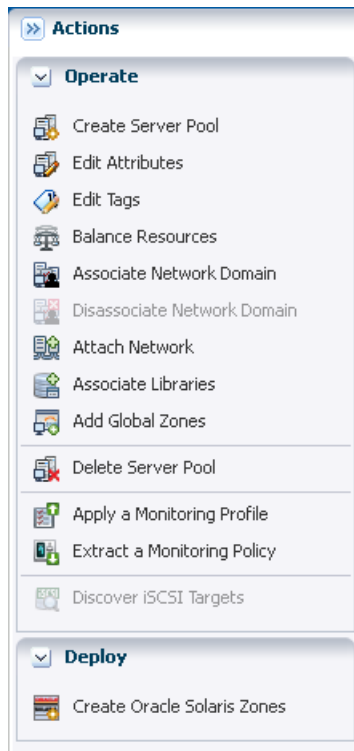 Actions
Operate
Create Server Pool
Edit Attributes
Edit Tags
Balance Resources
Associate Network Domain
Disassociate Network Domain
Attach Network
Associate Libraries
Add Global Zones
Delete Server Pool
Apply a Monitoring Profile
Extract a Monitoring Policy
Discover iSCSI Targets
Deploy
Create Oracle Solaris Zones